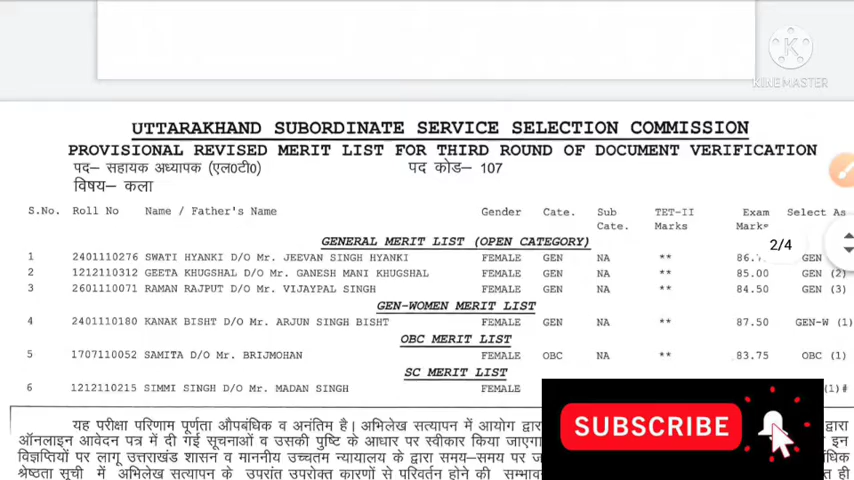 KINEMASTER
UTTARAKHAND SUBORDINATE SERVICE SELECTION COMMISSION
PROVISIONAL REVISED MERIT LIST FOR THIRD ROUND OF DOCUMENT VERIFICATION
पद– सहायक अध्यापक (एल0टी0) पद कोड– 107
विषय– कला
S.No. Roll No Name / Father's Name Gender Cate. Sub Cate. TET-II Marks Exam Marks Select As
2/4
GENERAL MERIT LIST (OPEN CATEGORY)
1 2401110276 SWATI HYANKI D/O Mr. JEEVAN SINGH HYANKI FEMALE GEN NA ** GEN
2 1212110312 GEETA KHUGSHAL D/O Mr. GANESH MANI KHUGSHAL FEMALE GEN NA ** 85.00 GEN (2)
3 2601110071 RAMAN RAJPUT D/O Mr. VIJAYPAL SINGH FEMALE GEN NA ** 84.50 GEN (3)
GEN-WOMEN MERIT LIST
4 2401110180 KANAK BISHT D/O Mr. ARJUN SINGH BISHT FEMALE GEN NA ** 87.50 GEN-W (1)
OBC MERIT LIST
5 1707110052 SAMITA D/O Mr. BRIJMOHAN FEMALE OBC NA ** 83.75 OBC (1)
SC MERIT LIST
6 1212110215 SIMMI SINGH D/O Mr. MADAN SINGH FEMALE (1)#
SUBSCRIBE
यह परीक्षा परिणाम पूर्णता औपबंधिक व अनंतिम है। अभिलेख सत्यापन में आयोग द्वारा
ऑनलाइन आवेदन पत्र में दी गई सूचनाओं व उसकी पुष्टि के आधार पर स्वीकार किया जाएगा इन
विज्ञप्तियों पर लागू उत्तराखंड शासन व माननीय उच्चतम न्यायालय के द्वारा समय–समय पर
श्रेष्ठता सूची में अभिलेख सत्यापन के उपरांत उपरोक्त कारणों से परिवर्तन होने की ही